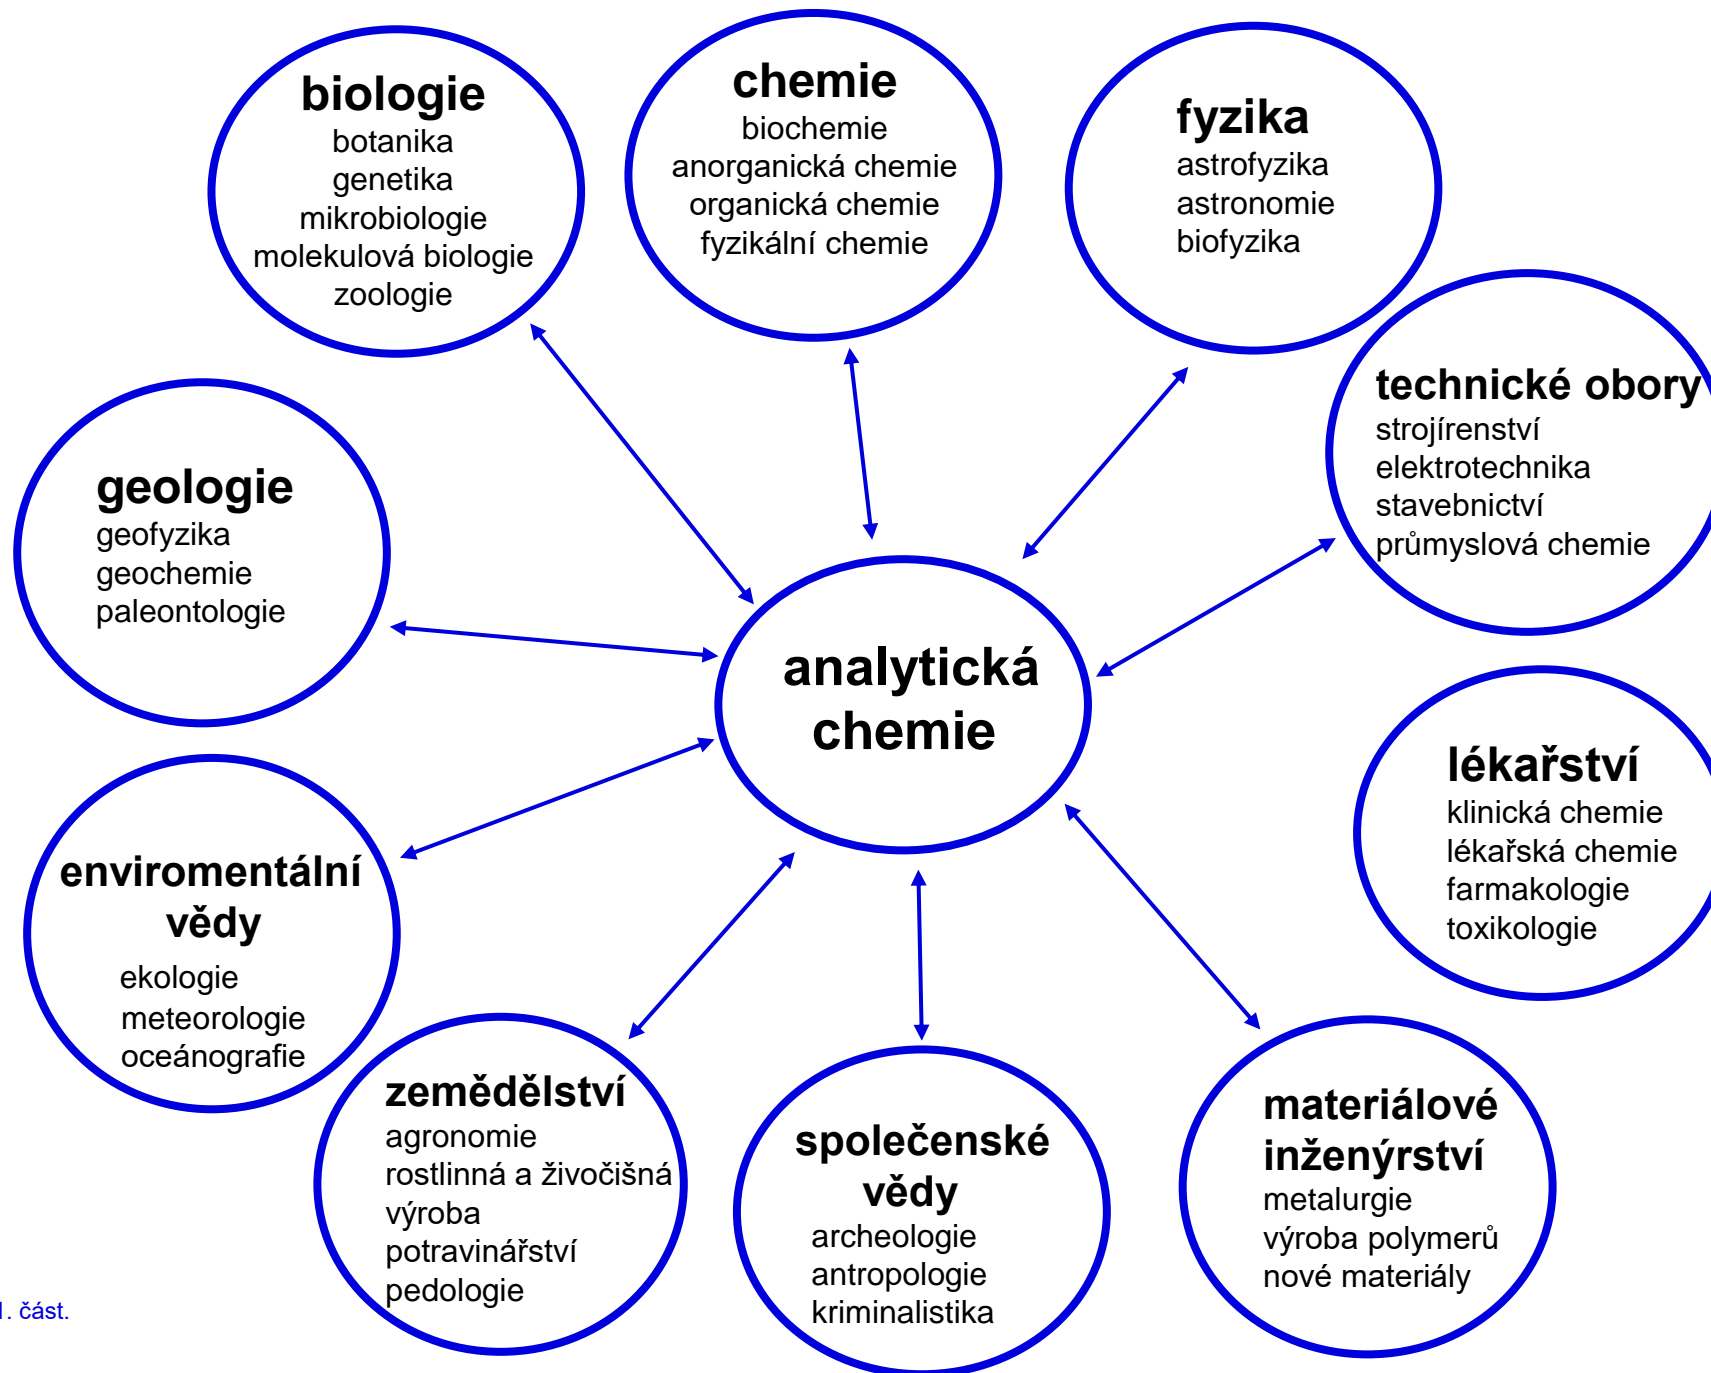 biologie
botanika
genetika
mikrobiologie
molekulová biologie
zoologie
chemie
biochemie
anorganická chemie
organická chemie
fyzikální chemie
fyzika
astrofyzika
astronomie
biofyzika
technické obory
strojírenství
elektrotechnika
stavebnictví
průmyslová chemie
geologie
geofyzika
geochemie
paleontologie
analytická
chemie
lékařství
klinická chemie
lékařská chemie
farmakologie
toxikologie
enviromentální
vědy
ekologie
meteorologie
oceánografie
zemědělství
agronomie
rostlinná a živočišná
výroba
potravinářství
pedologie
společenské
vědy
archeologie
antropologie
kriminalistika
materiálové
inženýrství
metalurgie
výroba polymerů
nové materiály
1. část.